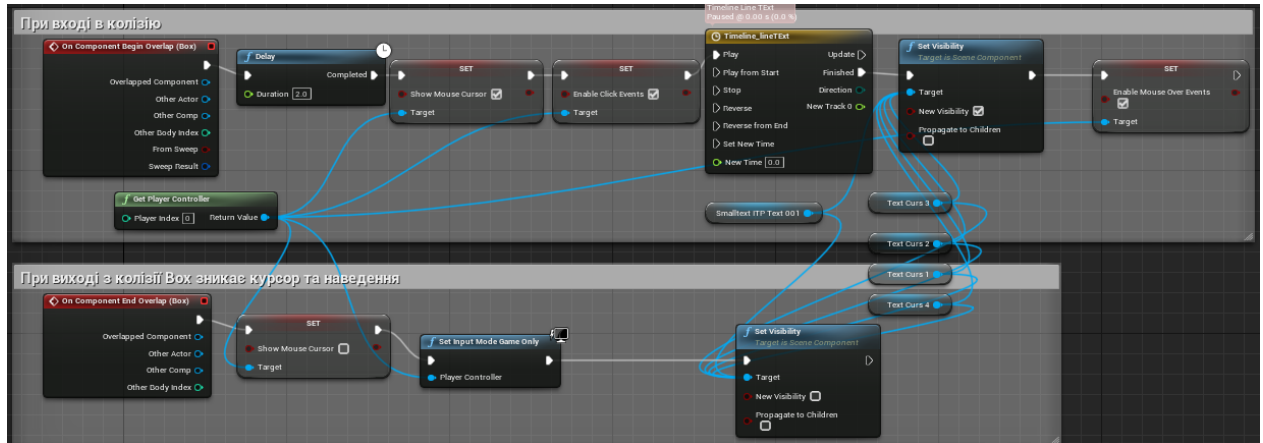 Timeline Line TExt
Paused @ 0.00 s (0.0 %)
При вході в колізію
On Component Begin Overlap (Box)
Overlapped Component
Other Actor
Other Comp
Other Body Index
From Sweep
Sweep Result
f Delay
Completed
Duration 2.0
SET
Show Mouse Cursor
Target
SET
Enable Click Events
Target
Timeline_lineTExt
Play
Update
Play from Start
Finished
Stop
Direction
Reverse
New Track 0
Reverse from End
Set New Time
New Time 0.0
f Set Visibility
Target is Scene Component
Target
New Visibility
Propagate to Children
SET
Enable Mouse Over Events
Target
f Get Player Controller
Player Index 0
Return Value
Smalltext ITP Text 001
Text Curs 3
Text Curs 2
Text Curs 1
Text Curs 4
При виході з колізії Box зникає курсор та наведення
On Component End Overlap (Box)
Overlapped Component
Other Actor
Other Comp
Other Body Index
SET
Show Mouse Cursor
Target
f Set Input Mode Game Only
Player Controller
f Set Visibility
Target is Scene Component
Target
New Visibility
Propagate to Children